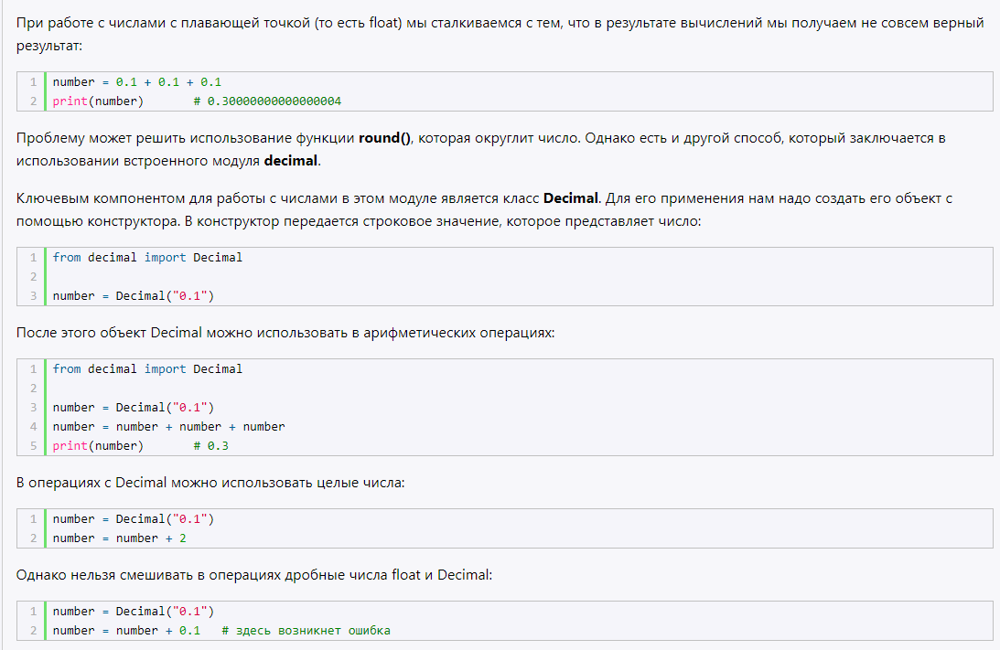 При работе с числами с плавающей точкой (то есть float) мы сталкиваемся с тем, что в результате вычислений мы получаем не совсем верный
результат:
1 number = 0.1 + 0.1 + 0.1
2 print(number)       # 0.30000000000000004
Проблему может решить использование функции round(), которая округлит число. Однако есть и другой способ, который заключается в
использовании встроенного модуля decimal.
Ключевым компонентом для работы с числами в этом модуле является класс Decimal. Для его применения нам надо создать его объект с
помощью конструктора. В конструктор передается строковое значение, которое представляет число:
1 from decimal import Decimal
2
3 number = Decimal("0.1")
После этого объект Decimal можно использовать в арифметических операциях:
1 from decimal import Decimal
2
3 number = Decimal("0.1")
4 number = number + number + number
5 print(number)       # 0.3
В операциях с Decimal можно использовать целые числа:
1 number = Decimal("0.1")
2 number = number + 2
Однако нельзя смешивать в операциях дробные числа float и Decimal:
1 number = Decimal("0.1")
2 number = number + 0.1   # здесь возникнет ошибка